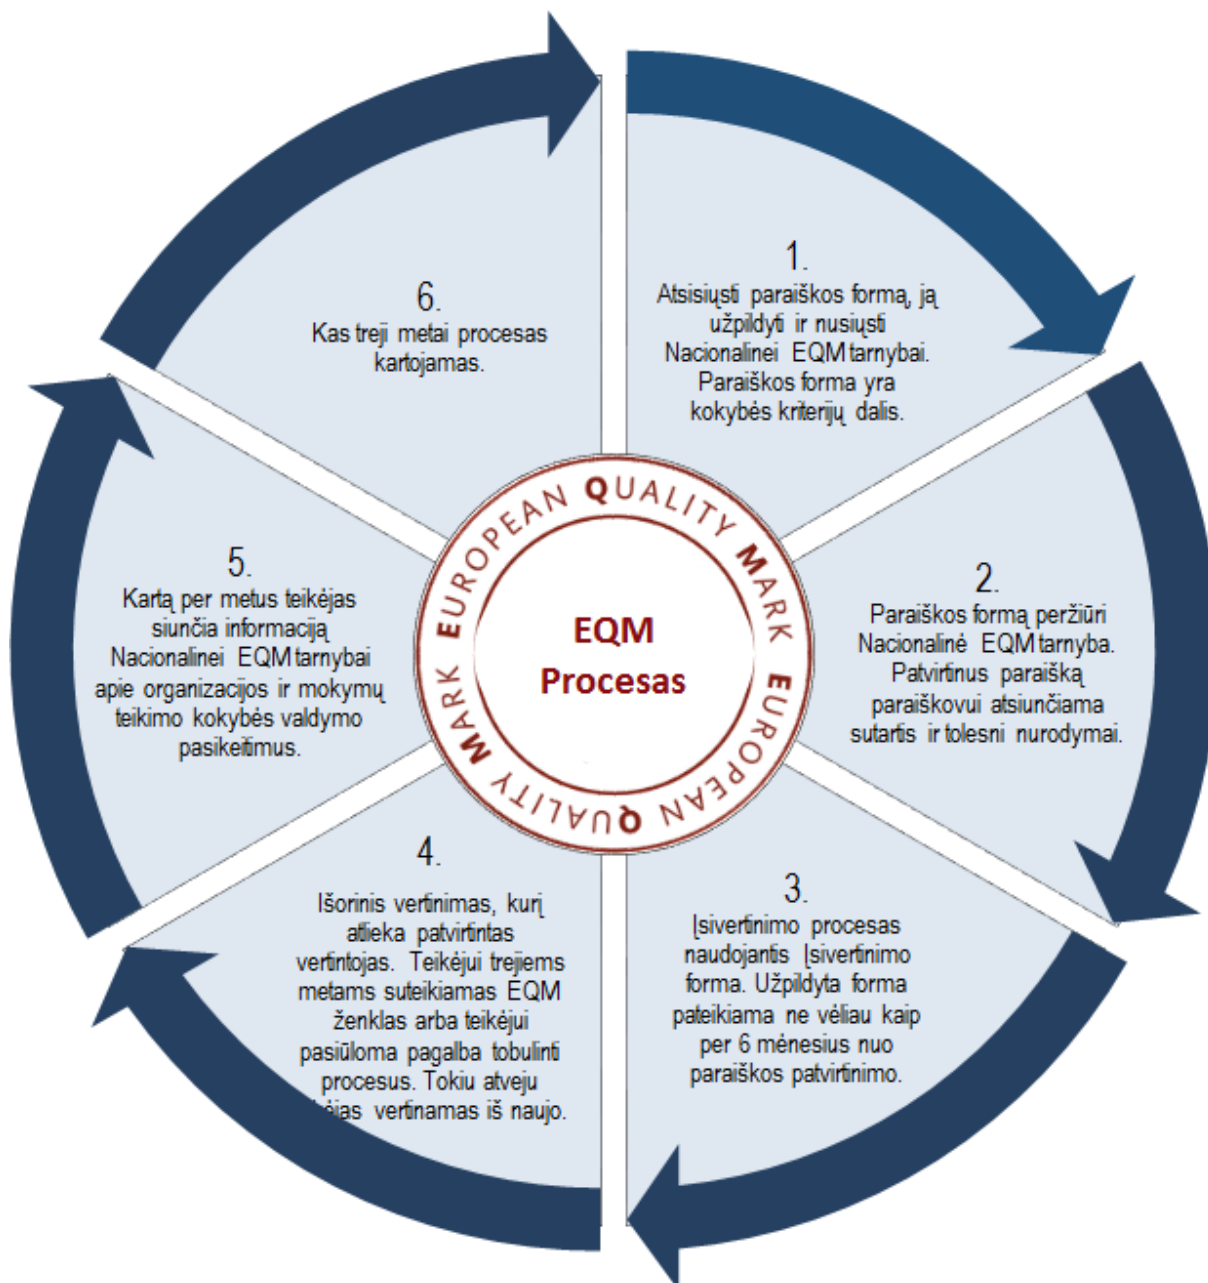 1.
Atsisiųsti paraiškos formą, ją
užpildyti ir nusiųsti
Nacionalinei EQM tarnybai.
Paraiškos forma yra
kokybės kriterijų dalis.
2.
Paraiškos formą peržiūri
Nacionalinė EQM tarnyba.
Patvirtinus paraišką
paraiškovui atsiunčiama
sutartis ir tolesni nurodymai.
3.
Įsivertinimo procesas
naudojantis Įsivertinimo
forma. Užpildyta forma
pateikiama ne vėliau kaip
per 6 mėnesius nuo
paraiškos patvirtinimo.
4.
Išorinis vertinimas, kurį
atlieka patvirtintas
vertintojas. Teikėjui trejiems
metams suteikiamas EQM
ženklas arba teikėjui
pasiūloma pagalba tobulinti
procesus. Tokiu atveju
vertinamas iš naujo.
5.
Kartą per metus teikėjas
siunčia informaciją
Nacionalinei EQM tarnybai
apie organizacijos ir mokymų
teikimo kokybės valdymo
pasikeitimus.
6.
Kas treji metai procesas
kartojamas.
EUROPEAN QUALITY MARK
EUROPEAN QUALITY MARK
EQM
Procesas